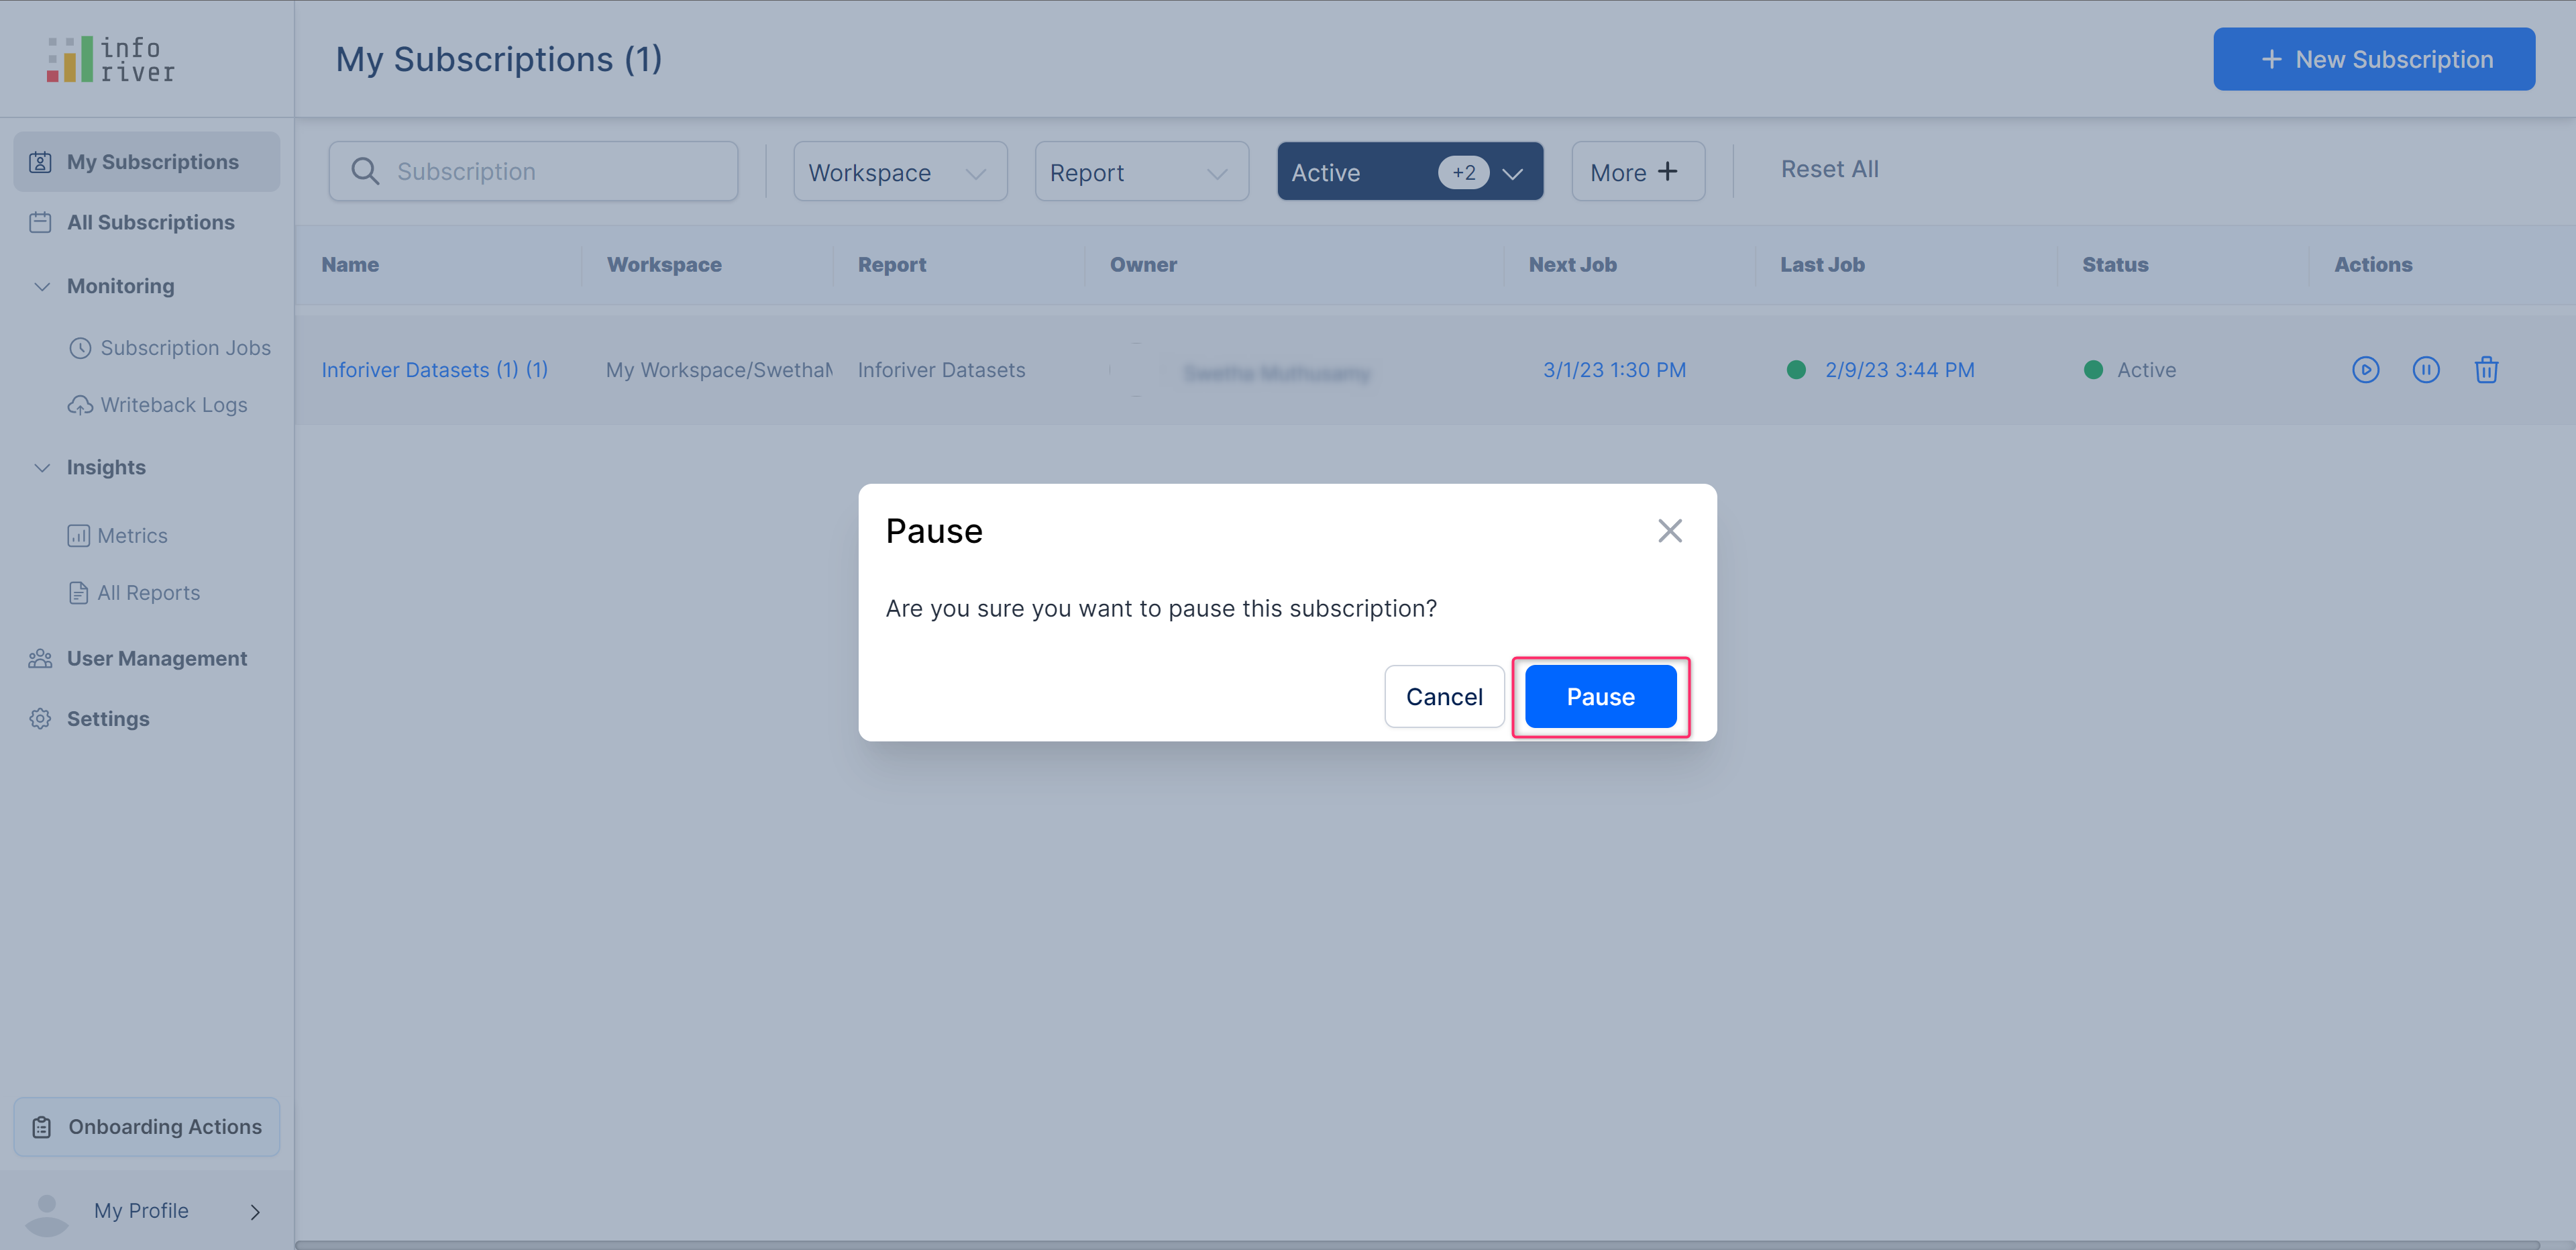 info
river
My Subscriptions (1)
+ New Subscription
My Subscriptions
All Subscriptions
Monitoring
Subscription Jobs
Writeback Logs
Insights
Metrics
All Reports
User Management
Settings
Onboarding Actions
My Profile
Subscription
Workspace
Report
Active +2
More +
Reset All
Name Workspace Report Owner Next Job Last Job Status Actions
Inforiver Datasets (1) (1) My Workspace/SwethaM Inforiver Datasets 3/1/23 1:30 PM 2/9/23 3:44 PM Active
Pause
Are you sure you want to pause this subscription?
Cancel
Pause